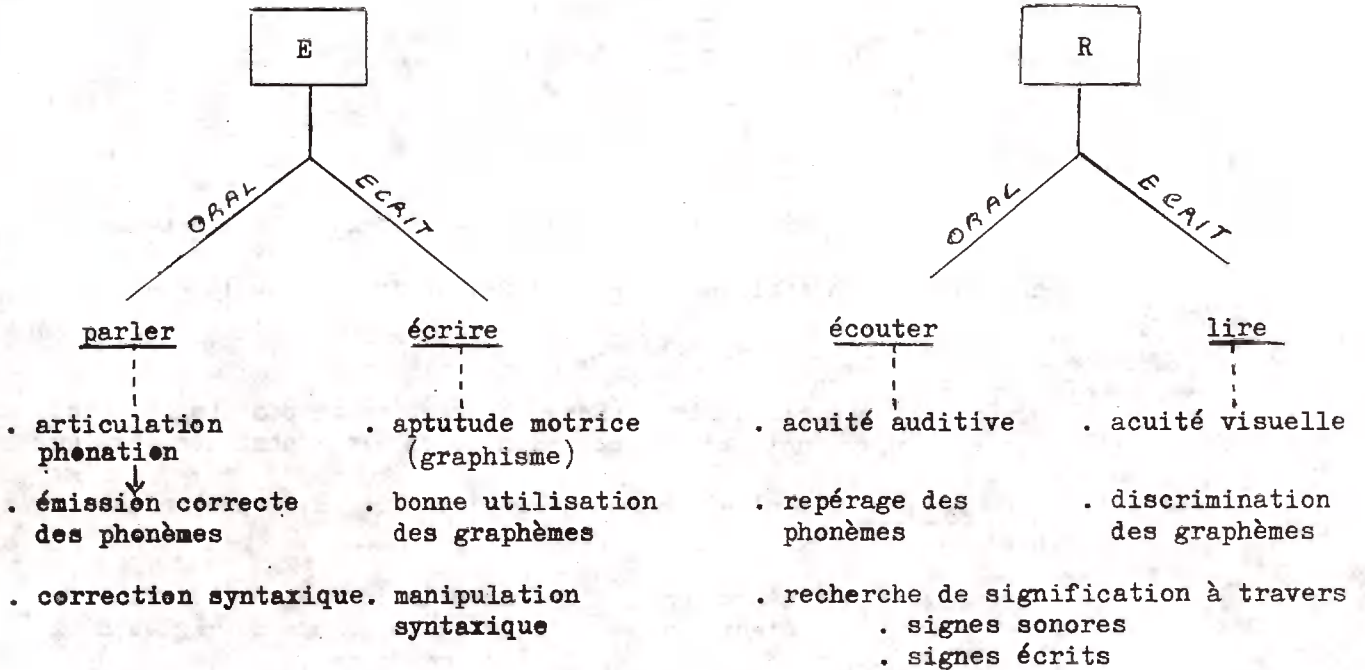 E
R
ORAL
ECRIT
ORAL
ECRIT
parler
écrire
écouter
lire
. articulation
phonation
. émission correcte
des phonèmes
. correction syntaxique
. aptutude motrice
(graphisme)
. bonne utilisation
des graphèmes
. manipulation
syntaxique
. acuité auditive
. repérage des
phonèmes
. acuité visuelle
. discrimination
des graphèmes
. recherche de signification à travers
. signes sonores
. signes écrits